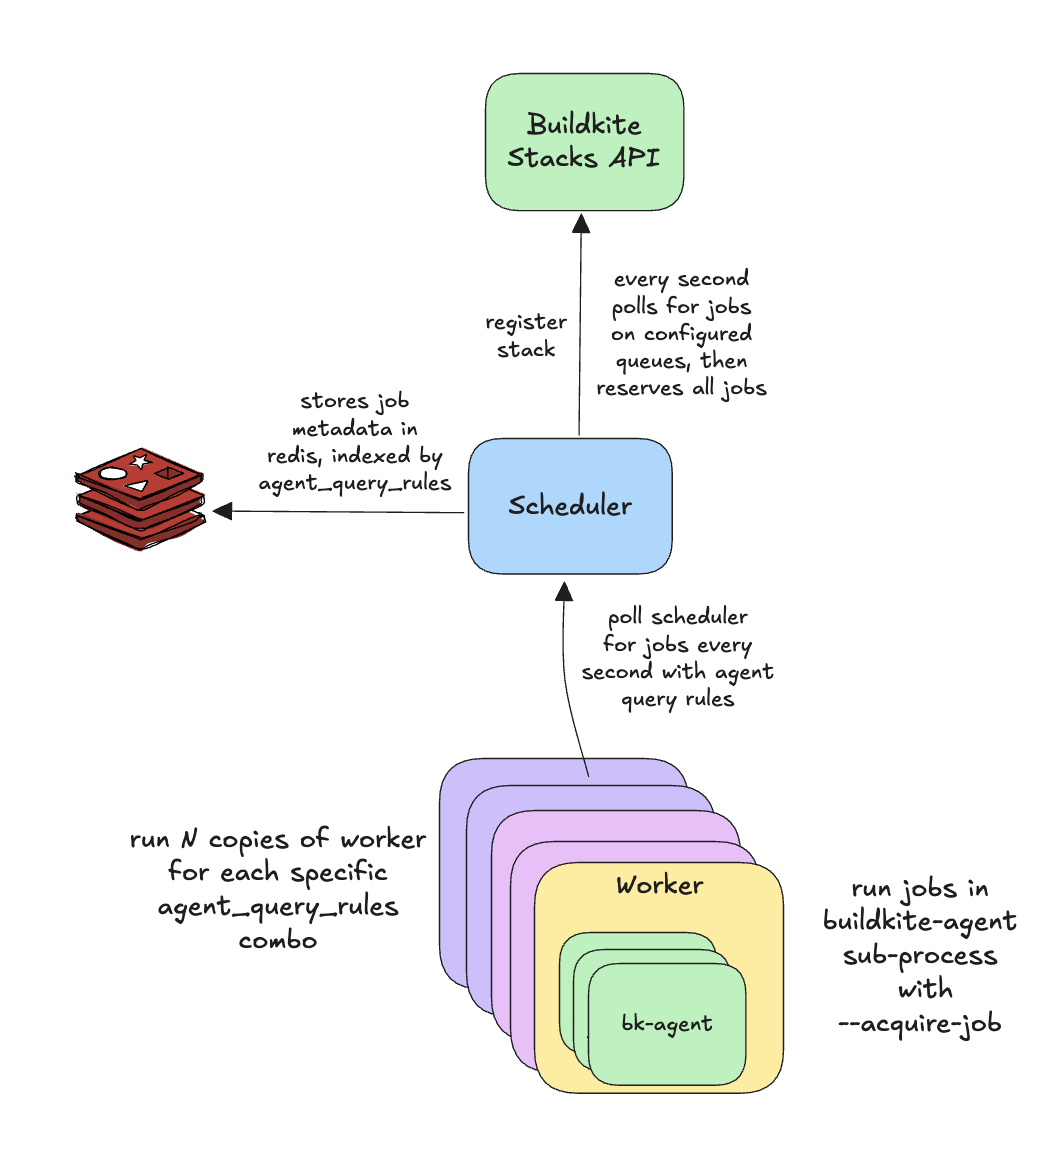 Buildkite
Stacks API
register
stack
every second
polls for jobs
on configured
queues, then
reserves all jobs
stores job
metadata in
redis, indexed by
agent_query_rules
Scheduler
poll scheduler
for jobs every
second with agent
query rules
run N copies of worker
for each specific
agent_query_rules
combo
Worker
bk-agent
run jobs in
buildkite-agent
sub-process
with
--acquire-job